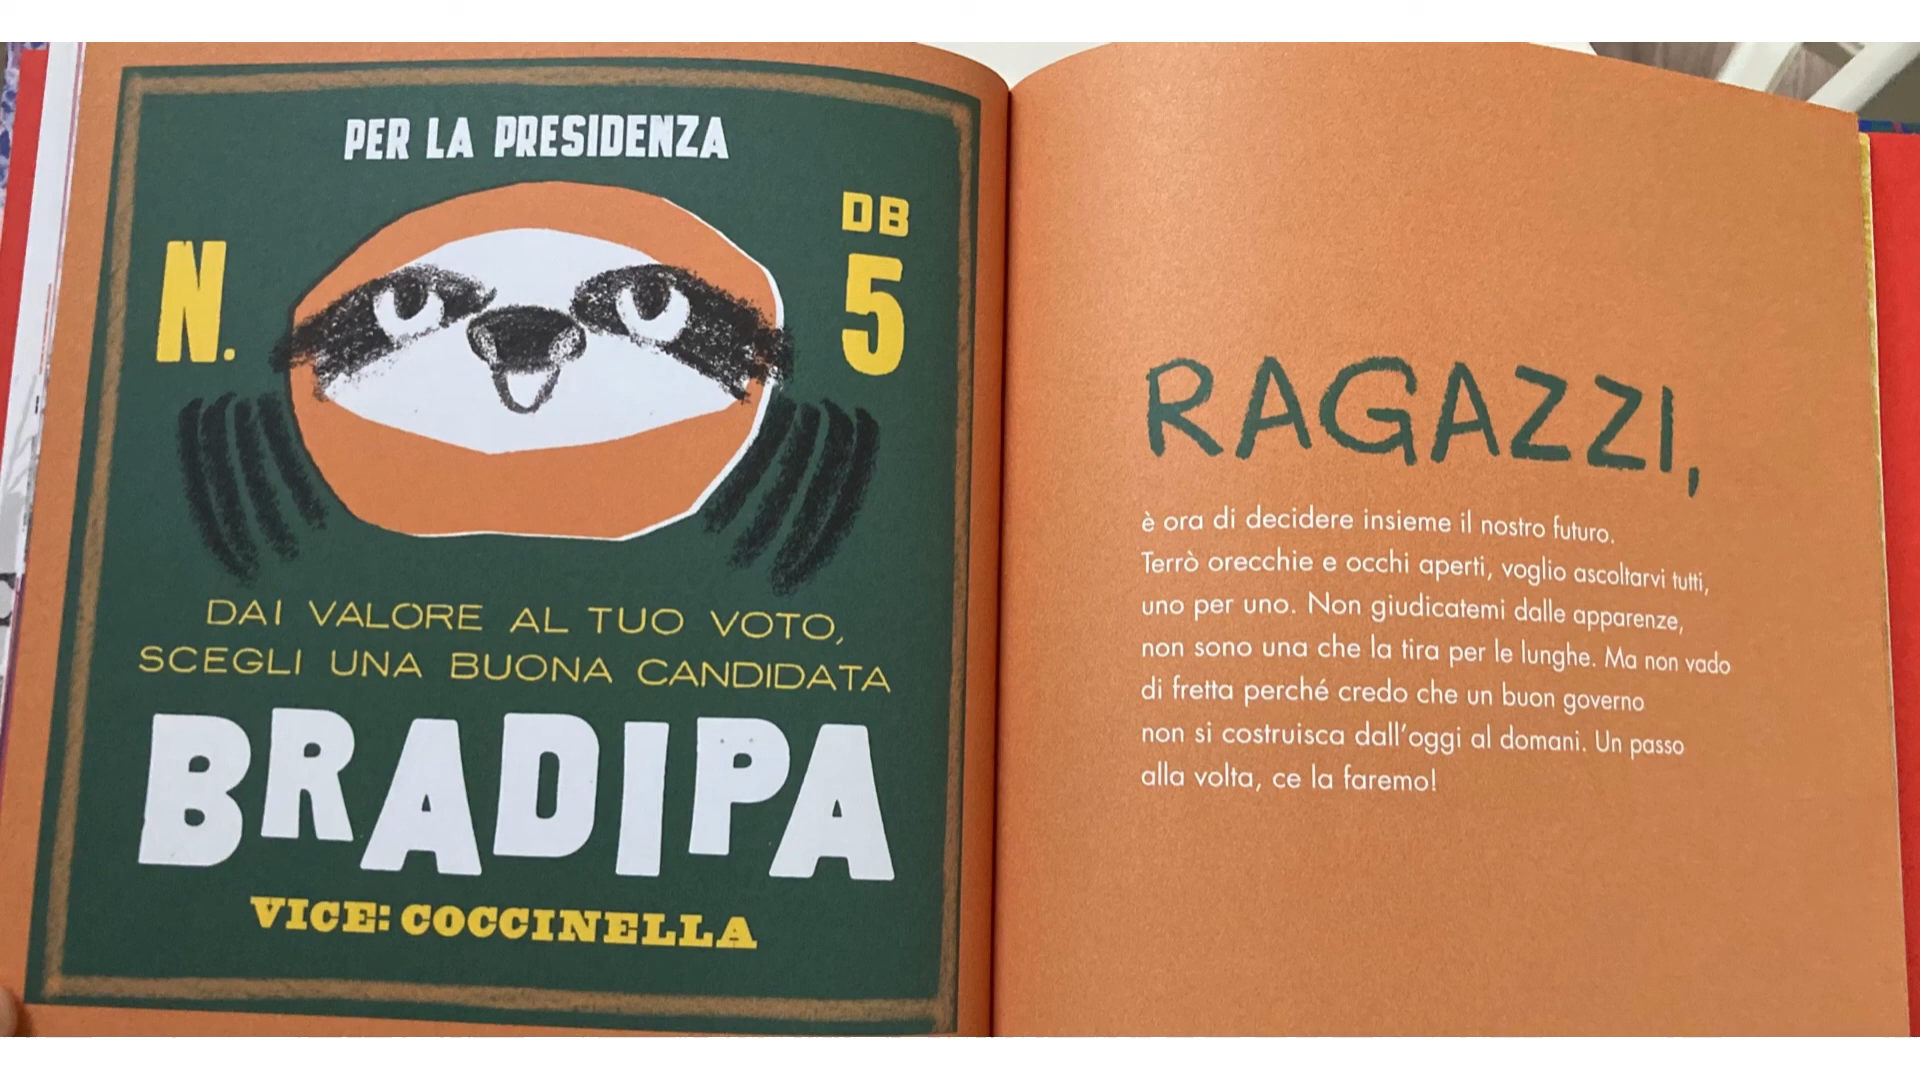 PER LA PRESIDENZA
N.
DB
5
DAI VALORE AL TUO VOTO,
SCEGLI UNA BUONA CANDIDATA
BRADIPA
VICE: COCCINELLA
RAGAZZI,
è ora di decidere insieme il nostro futuro.
Terrò orecchie e occhi aperti, voglio ascoltarvi tutti,
uno per uno. Non giudicatemi dalle apparenze,
non sono una che la tira per le lunghe. Ma non vado
di fretta perché credo che un buon governo
non si costruisca dall'oggi al domani. Un passo
alla volta, ce la faremo!